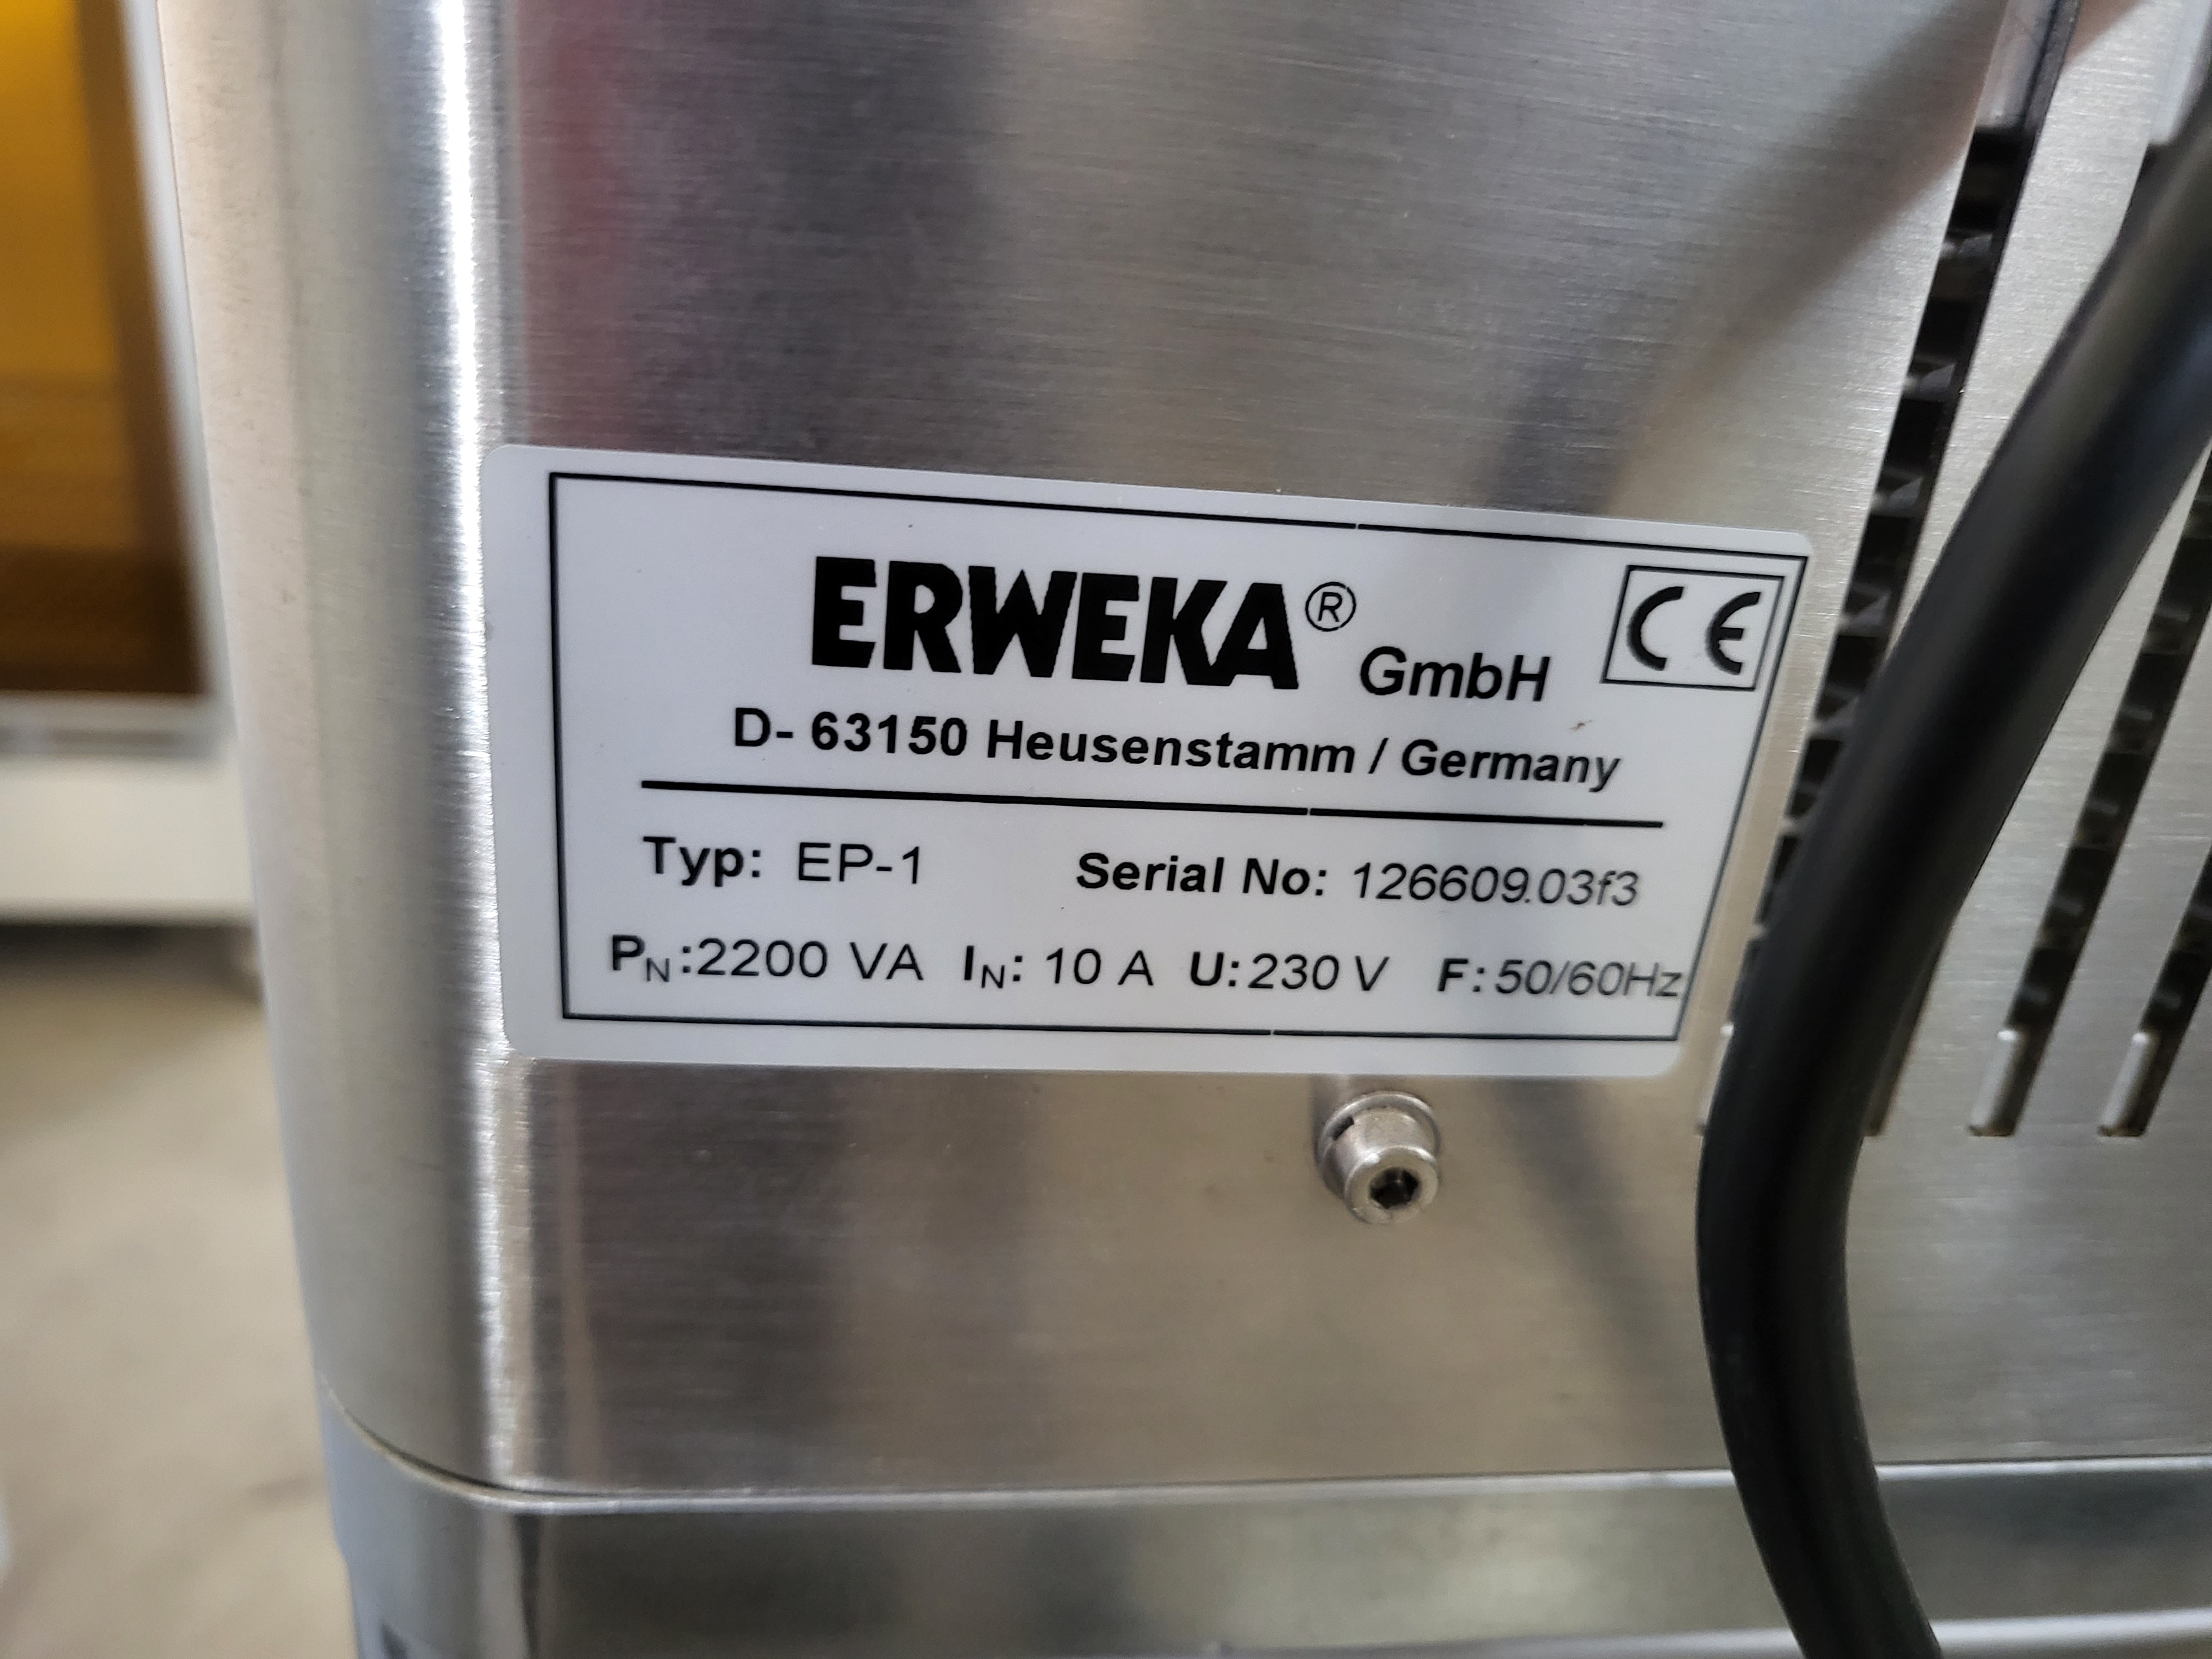 ERWEKA® GmbH CE
D- 63150 Heusenstamm / Germany
Typ: EP-1 Serial No: 126609.03f3
PN:2200 VA IN: 10 A U:230 V F:50/60Hz